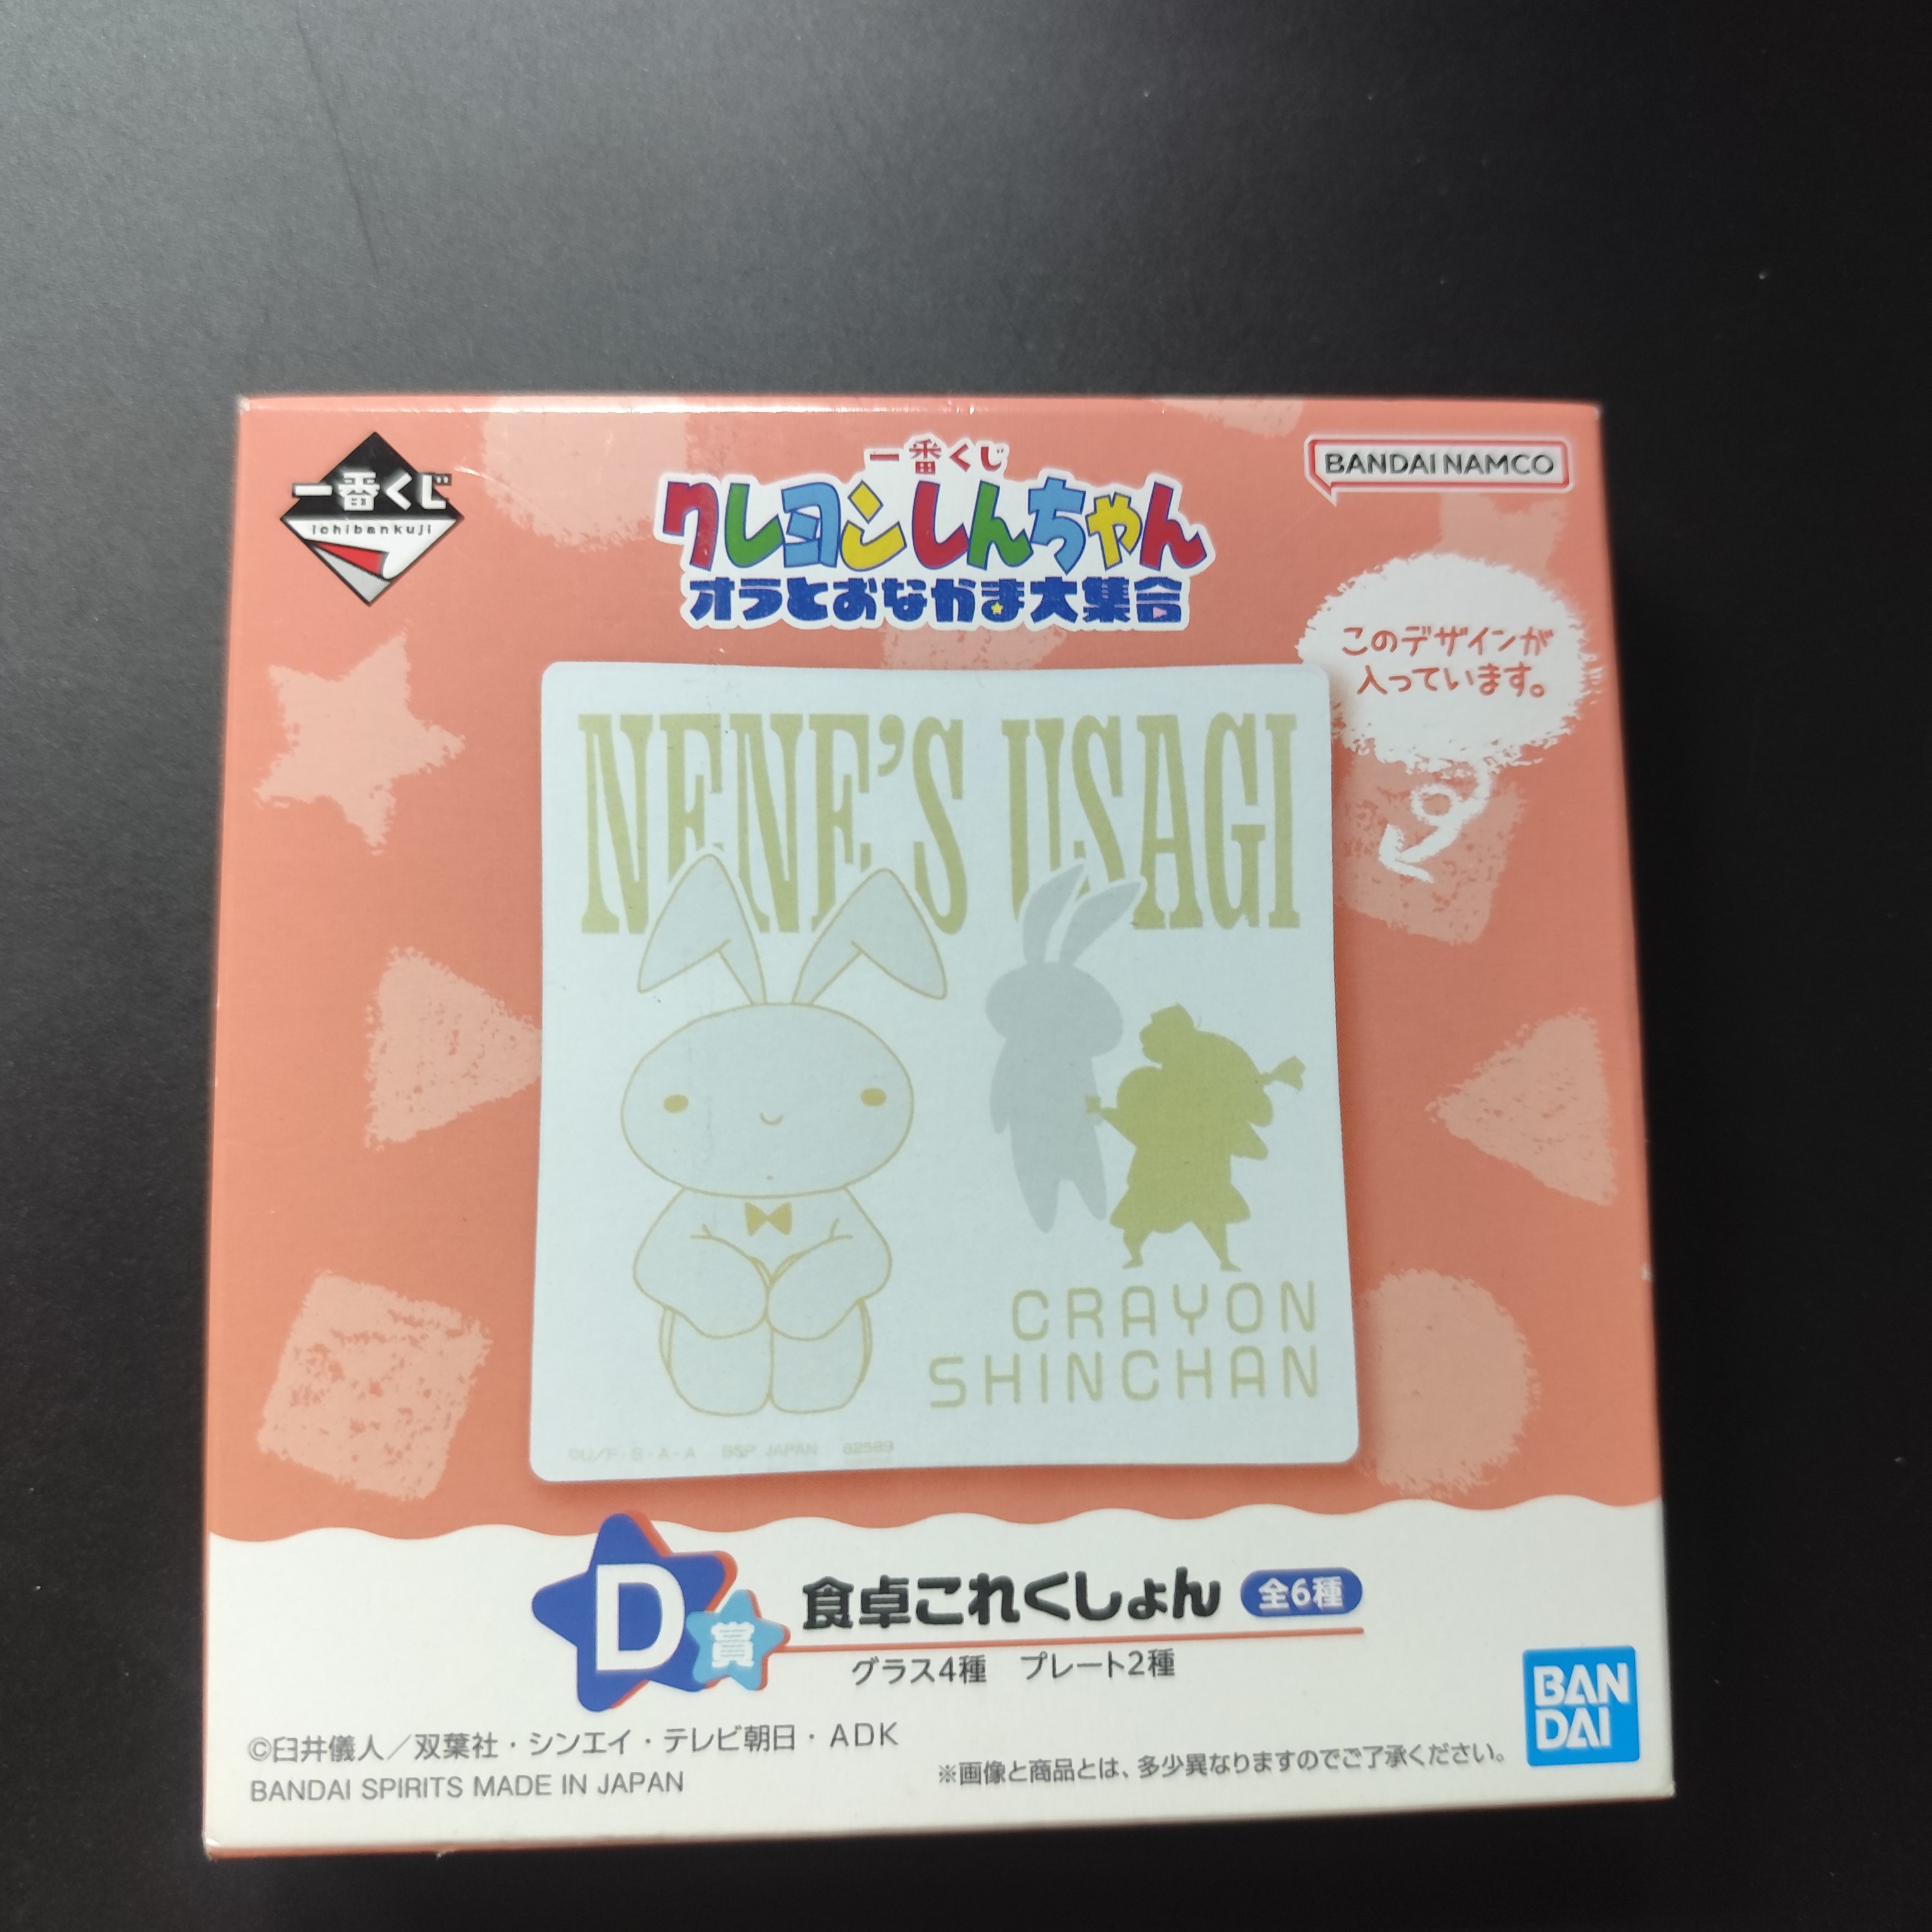 一番くじ
ichibankuji
一番くじ
クレヨンしんちゃん
オラとおなかま大集合
BANDAI NAMCO
このデザインが
入っています。
NENE'S USAGI
CRAYON
SHINCHAN
©U/F・S・A・A B&P JAPAN 62589
D賞
食卓これくしょん 全6種
グラス4種 プレート2種
©臼井儀人／双葉社・シンエイ・テレビ朝日・ADK
BANDAI SPIRITS MADE IN JAPAN
※画像と商品とは、多少異なりますのでご了承ください。
BAN
DAI